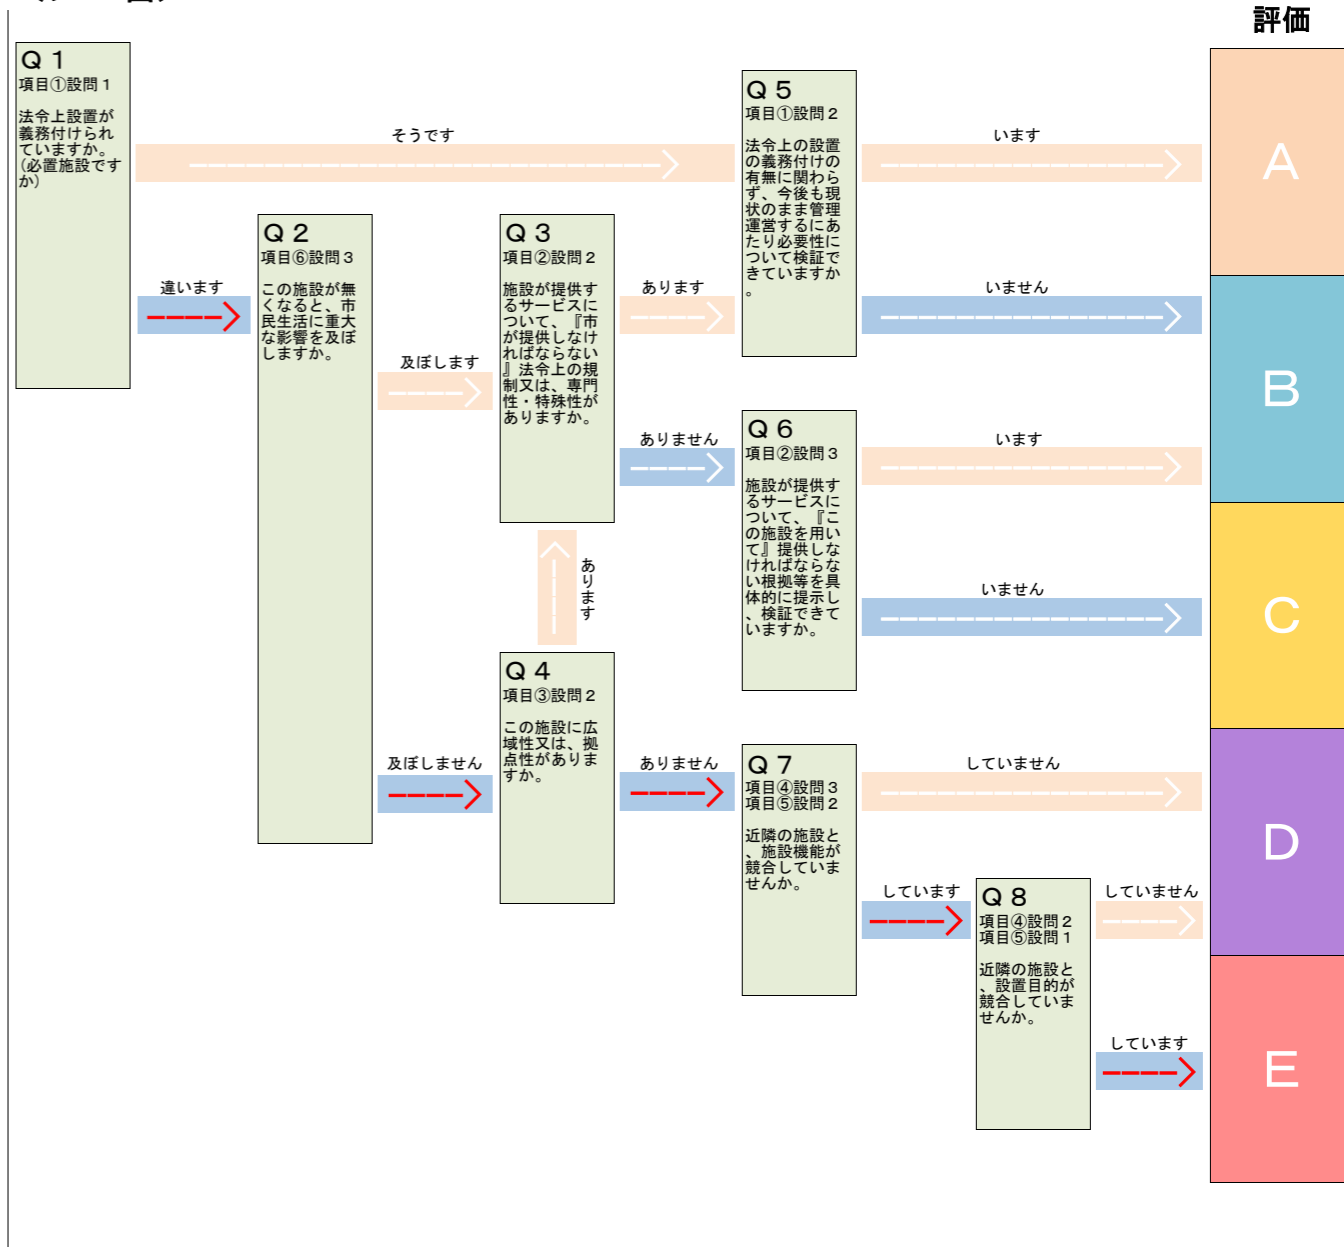 評価
Ｑ１
項目①設問１
法令上設置が
義務付けられ
ていますか。
(必置施設です
か)
そうです
違います
Ｑ２
項目⑥設問３
この施設が無
くなると、市
民生活に重大
な影響を及ぼ
しますか。
及ぼします
及ぼしません
Ｑ３
項目②設問２
施設が提供す
るサービスに
ついて、『市
が提供しなけ
ればならない
』法令上の規
制又は、専門
性・特殊性が
ありますか。
あります
ありません
あります
Ｑ４
項目③設問２
この施設に広
域性又は、拠
点性がありま
すか。
ありません
Ｑ５
項目①設問２
法令上の設置
の義務付けの
有無に関わら
ず、今後も現
状のまま管理
運営するにあ
たり必要性に
ついて検証で
きていますか
。
います
いません
Ｑ６
項目②設問３
施設が提供す
るサービスに
ついて、『こ
の施設を用い
て』提供しな
ければならな
い根拠等を具
体的に提示し
、検証できて
いますか。
います
いません
Ｑ７
項目④設問３
項目⑤設問２
近隣の施設と
、施設機能が
競合していま
せんか。
していません
しています
Ｑ８
項目④設問２
項目⑤設問１
近隣の施設と
、設置目的が
競合していま
せんか。
していません
しています
A
B
C
D
E